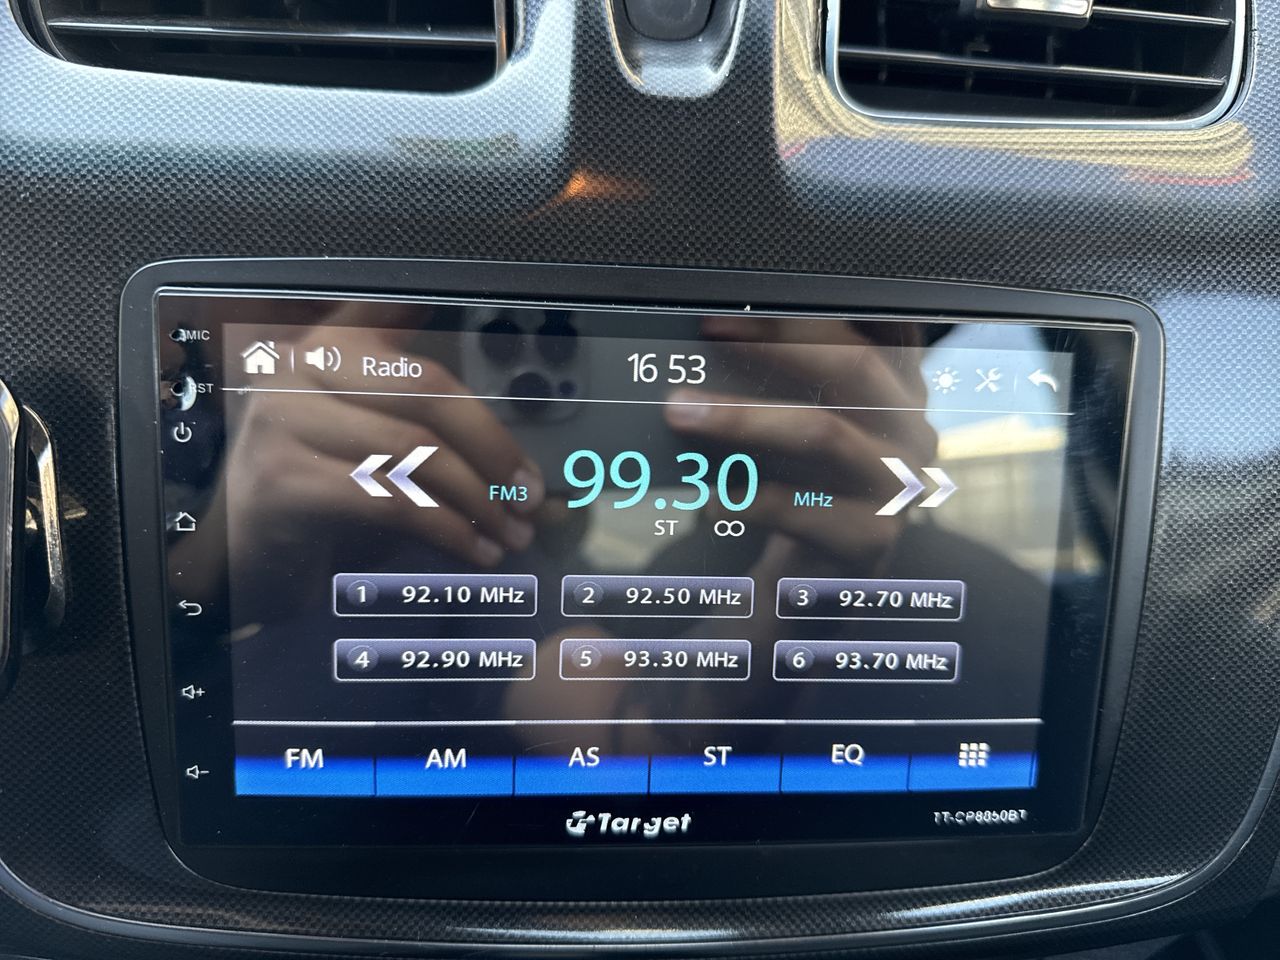 MIC
RST
Radio
16 53
FM3 99.30 MHz
ST
1 92.10 MHz 2 92.50 MHz 3 92.70 MHz
4 92.90 MHz 5 93.30 MHz 6 93.70 MHz
FM AM AS ST EQ
Target
TT-CP8850BT